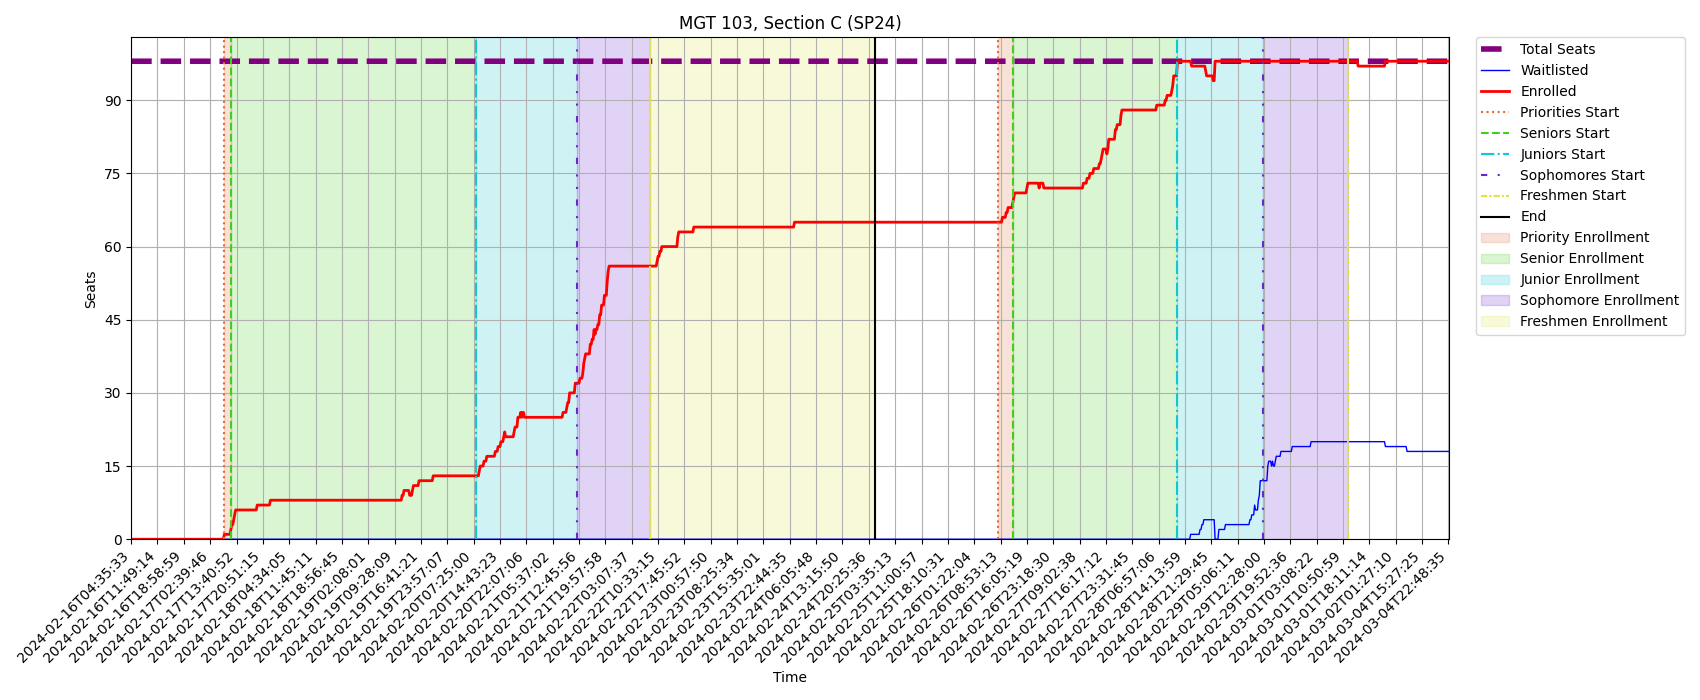 MGT 103, Section C (SP24)
Total Seats
Waitlisted
Enrolled
Priorities Start
Seniors Start
Juniors Start
Sophomores Start
Freshmen Start
End
Priority Enrollment
Senior Enrollment
Junior Enrollment
Sophomore Enrollment
Freshmen Enrollment
Seats
90
75
60
45
30
15
0
2024-02-16T04:35:33
2024-02-16T11:49:14
2024-02-16T18:58:59
2024-02-17T02:39:46
2024-02-17T13:40:52
2024-02-17T20:51:15
2024-02-18T04:34:05
2024-02-18T11:45:11
2024-02-18T18:56:45
2024-02-19T02:08:01
2024-02-19T09:28:09
2024-02-19T16:41:21
2024-02-19T23:57:07
2024-02-20T07:25:00
2024-02-20T14:43:23
2024-02-20T22:07:06
2024-02-21T05:37:02
2024-02-21T12:45:56
2024-02-21T19:57:58
2024-02-22T03:07:37
2024-02-22T10:33:15
2024-02-22T17:45:52
2024-02-23T00:57:50
2024-02-23T08:25:34
2024-02-23T15:35:01
2024-02-23T22:44:35
2024-02-24T06:05:48
2024-02-24T13:15:50
2024-02-24T20:25:36
2024-02-25T03:35:13
2024-02-25T11:00:57
2024-02-25T18:10:31
2024-02-26T01:22:04
2024-02-26T08:53:13
2024-02-26T16:05:19
2024-02-26T23:18:30
2024-02-27T09:02:38
2024-02-27T16:17:12
2024-02-27T23:31:45
2024-02-28T06:57:06
2024-02-28T14:13:59
2024-02-28T21:29:45
2024-02-29T05:06:11
2024-02-29T12:28:00
2024-02-29T19:52:36
2024-03-01T03:08:22
2024-03-01T10:50:59
2024-03-01T18:11:14
2024-03-02T01:27:10
2024-03-04T15:27:25
2024-03-04T22:48:35
Time